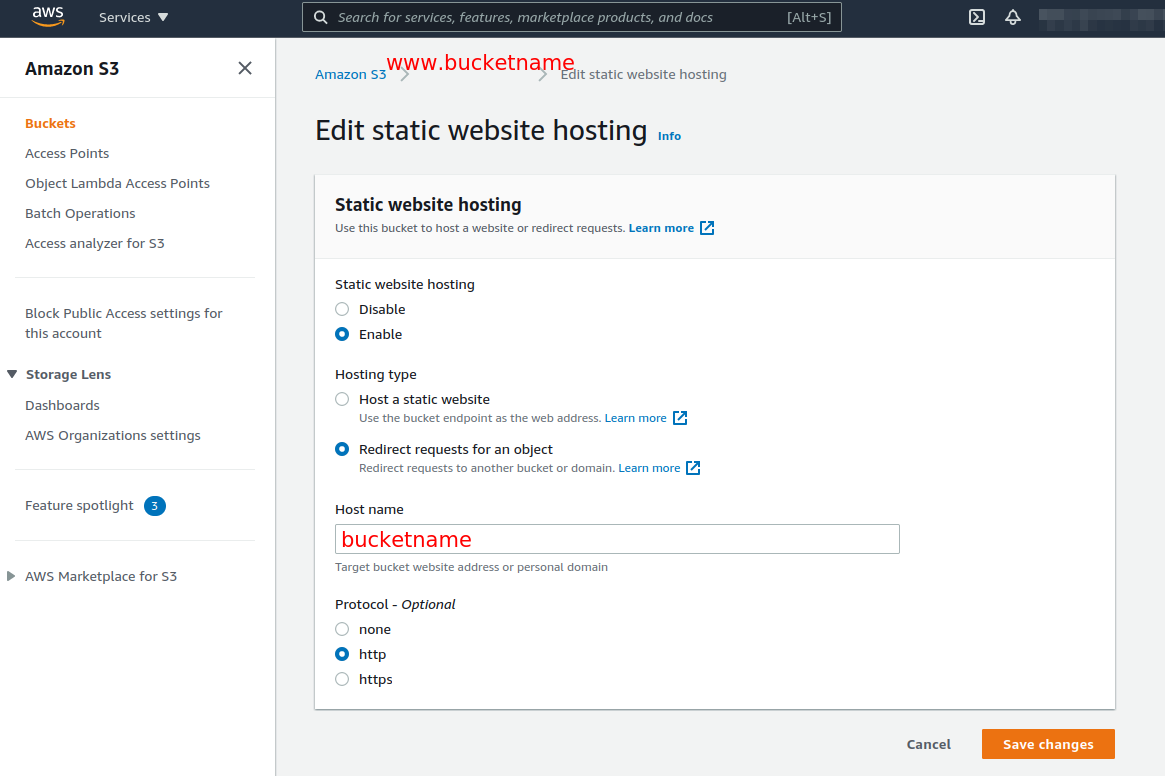 aws Services Search for services, features, marketplace products, and docs [Alt+S]
Amazon S3
Buckets
Access Points
Object Lambda Access Points
Batch Operations
Access analyzer for S3
Block Public Access settings for
this account
Storage Lens
Dashboards
AWS Organizations settings
Feature spotlight 3
AWS Marketplace for S3
Amazon S3 www.bucketname Edit static website hosting
Edit static website hosting Info
Static website hosting
Use this bucket to host a website or redirect requests. Learn more
Static website hosting
Disable
Enable
Hosting type
Host a static website
Use the bucket endpoint as the web address. Learn more
Redirect requests for an object
Redirect requests to another bucket or domain. Learn more
Host name
bucketname
Target bucket website address or personal domain
Protocol - Optional
none
http
https
Cancel Save changes